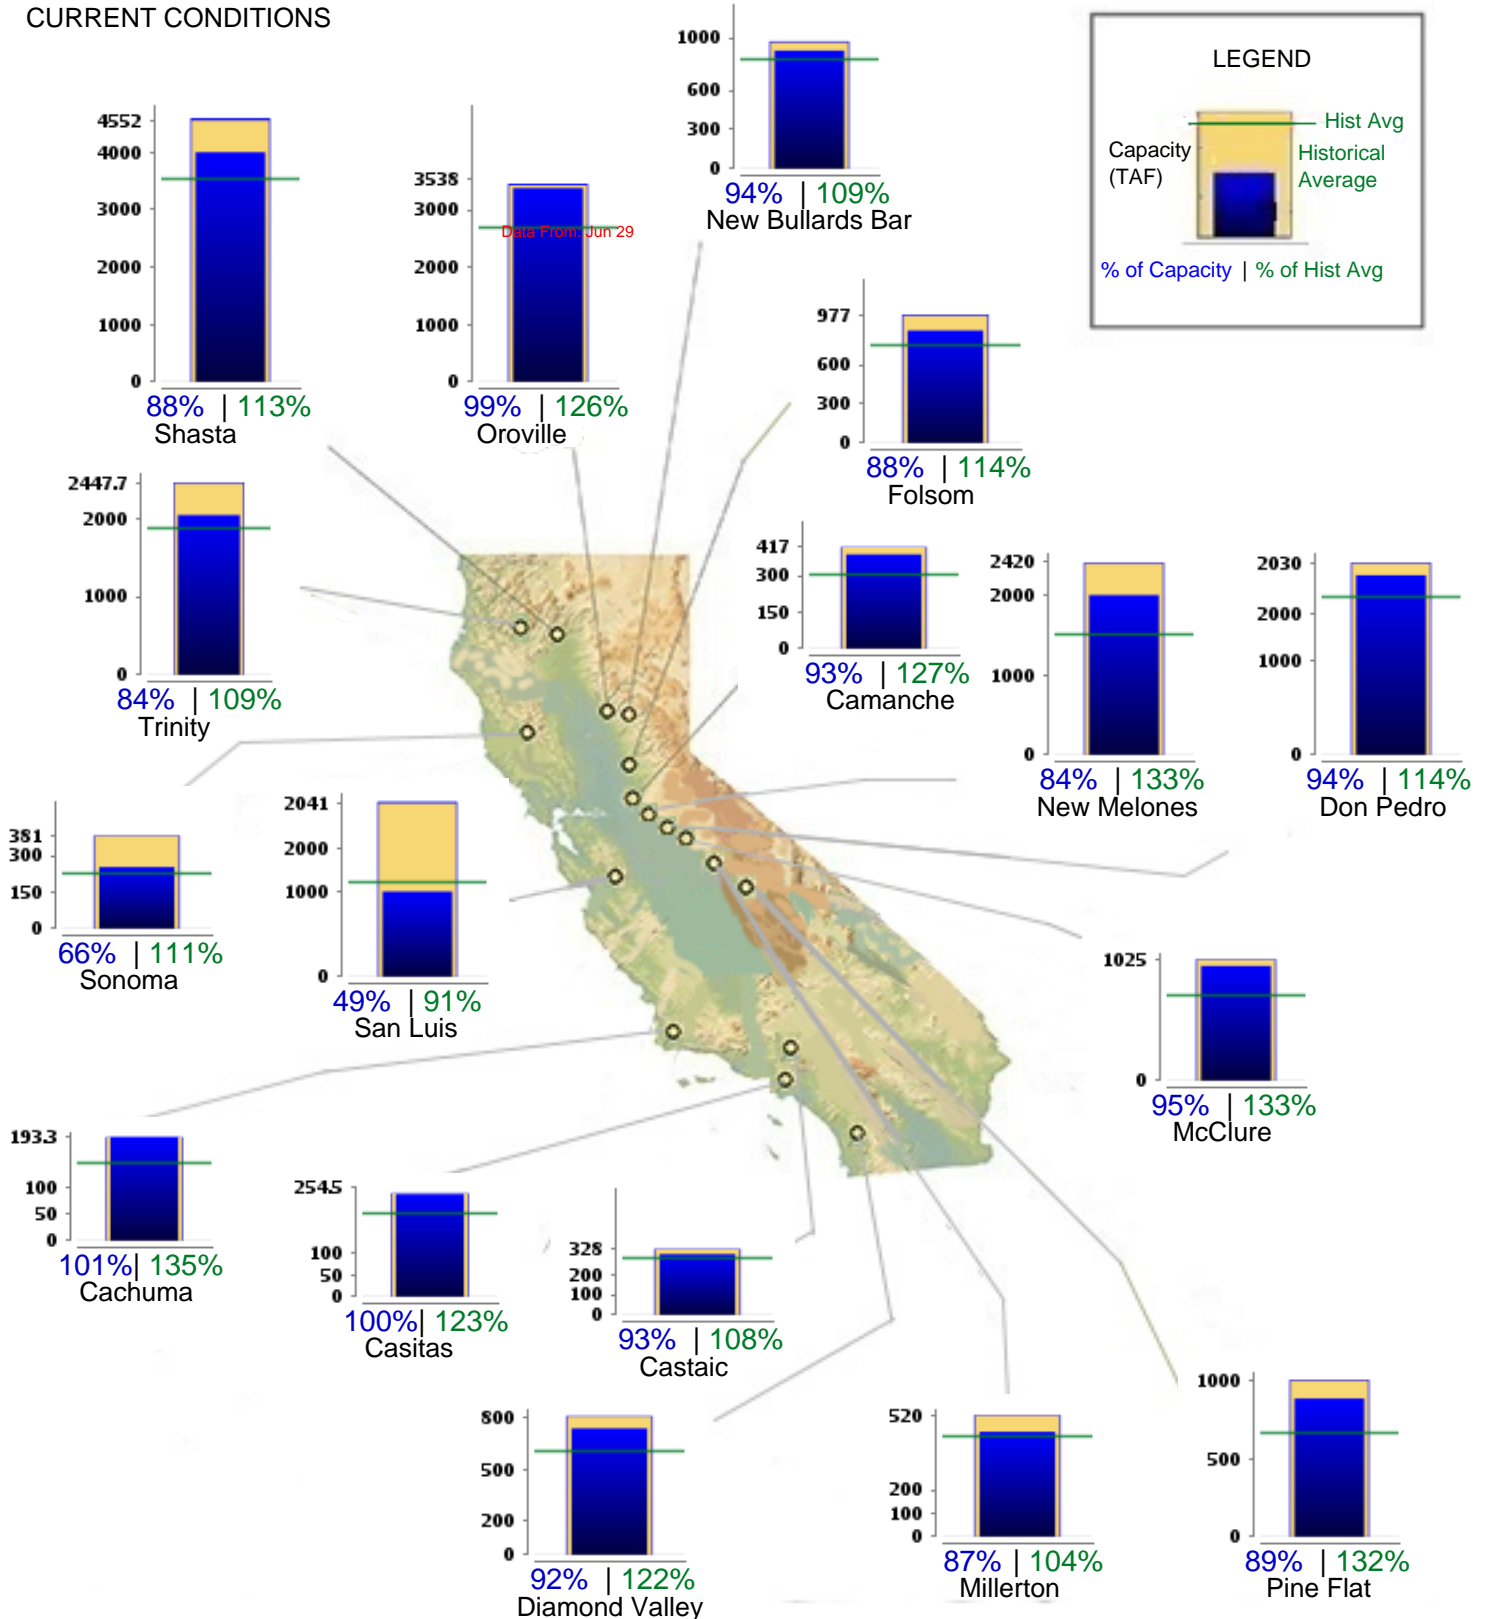 CURRENT CONDITIONS
1000
600
300
0
94% | 109%
New Bullards Bar
LEGEND
Hist Avg
Capacity
(TAF)
Historical
Average
% of Capacity | % of Hist Avg
4552
4000
3000
2000
1000
0
88% | 113%
Shasta
3538
3000
Data From: Jun 29
2000
1000
0
99% | 126%
Oroville
977
600
300
0
88% | 114%
Folsom
2447.7
2000
1000
0
84% | 109%
Trinity
417
300
150
0
93% | 127%
Camanche
2420
2000
1000
0
84% | 133%
New Melones
2030
2000
1000
0
94% | 114%
Don Pedro
381
300
150
0
66% | 111%
Sonoma
2041
2000
1000
0
49% | 91%
San Luis
1025
0
95% | 133%
McClure
193.3
100
50
0
101% | 135%
Cachuma
254.5
100
50
0
100% | 123%
Casitas
328
200
100
0
93% | 108%
Castaic
800
500
200
0
92% | 122%
Diamond Valley
520
200
100
0
87% | 104%
Millerton
1000
500
0
89% | 132%
Pine Flat